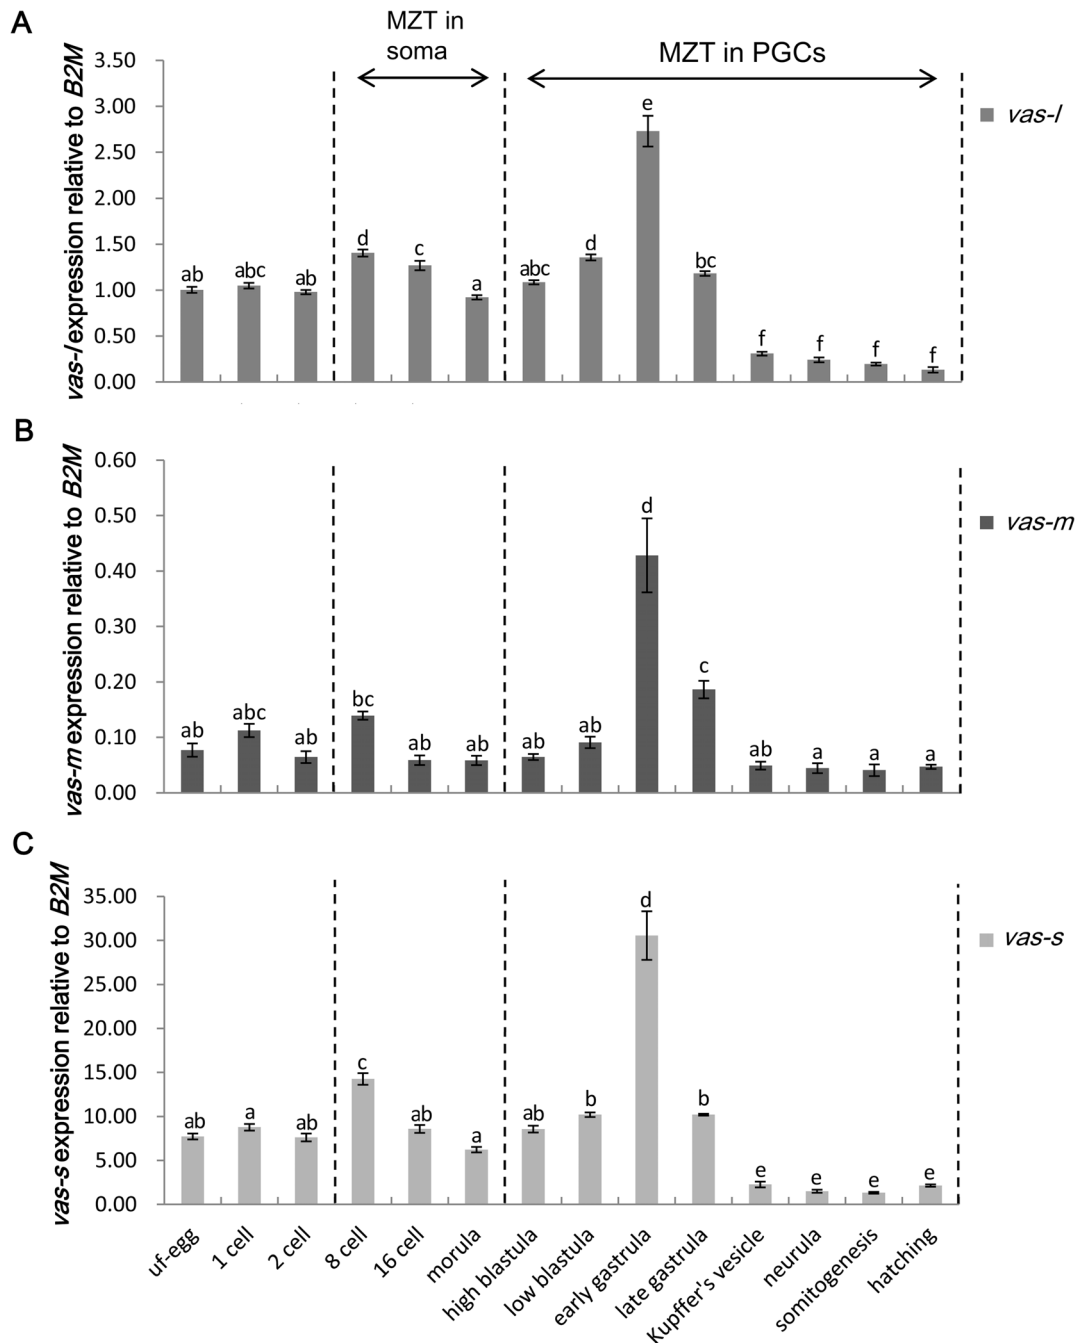 A
MZT in
soma
MZT in PGCs
vas-l expression relative to B2M
3.50
3.00
2.50
2.00
1.50
1.00
0.50
0.00
ab
abc
ab
d
c
a
abc
d
e
bc
f
f
f
f
vas-l
B
vas-m expression relative to B2M
0.60
0.50
0.40
0.30
0.20
0.10
0.00
ab
abc
ab
bc
ab
ab
ab
ab
d
c
ab
a
a
a
vas-m
C
vas-s expression relative to B2M
35.00
30.00
25.00
20.00
15.00
10.00
5.00
0.00
ab
a
ab
c
ab
a
ab
b
d
b
e
e
e
e
vas-s
uf-egg
1 cell
2 cell
8 cell
16 cell
morula
high blastula
low blastula
early gastrula
late gastrula
Kupffer's vesicle
neurula
somitogenesis
hatching